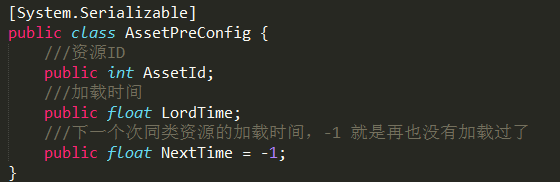 [System.Serializable]
public class AssetPreConfig {
///资源ID
public int AssetId;
///加载时间
public float LordTime;
///下一个次同类资源的加载时间，-1 就是再也没有加载过了
public float NextTime = -1;
}